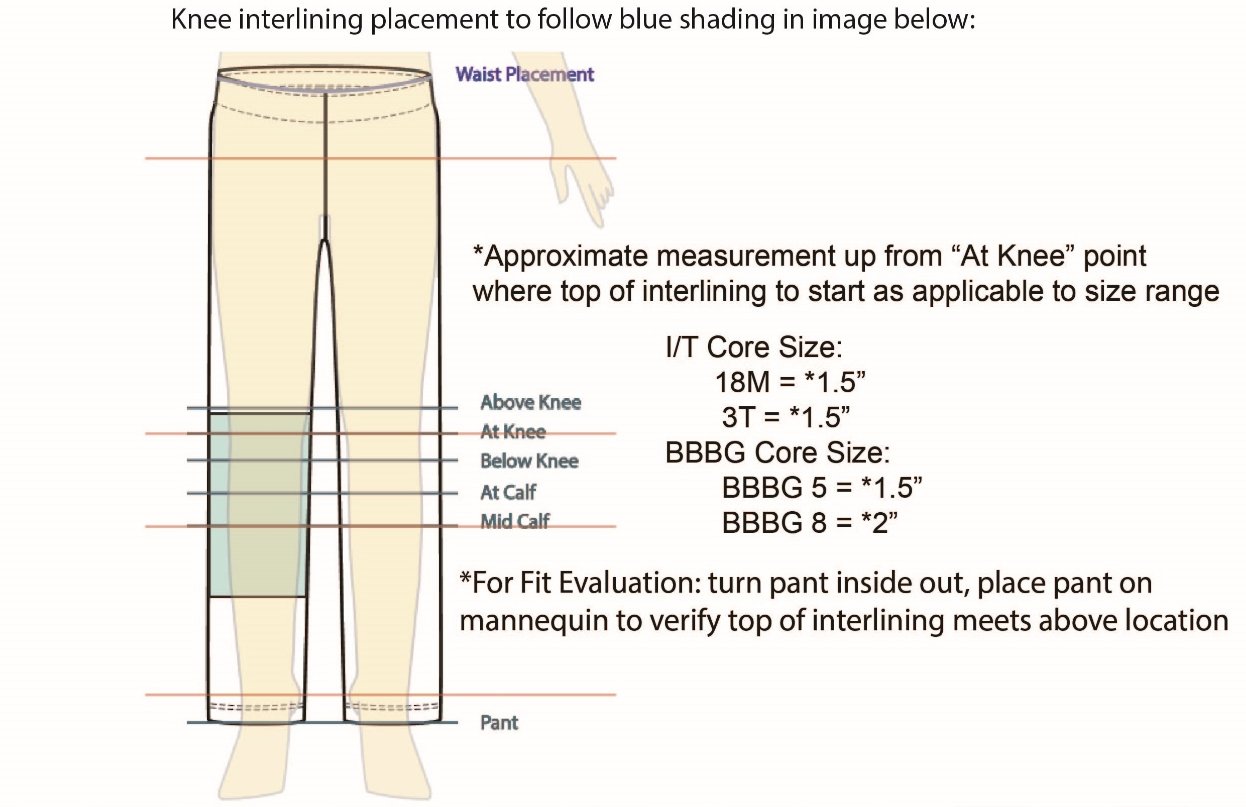 Knee interlining placement to follow blue shading in image below:
Waist Placement
*Approximate measurement up from “At Knee” point
where top of interlining to start as applicable to size range
I/T Core Size:
18M = *1.5”
3T = *1.5”
BBBG Core Size:
BBBG 5 = *1.5”
BBBG 8 = *2”
Above Knee
At Knee
Below Knee
At Calf
Mid Calf
*For Fit Evaluation: turn pant inside out, place pant on
mannequin to verify top of interlining meets above location
Pant